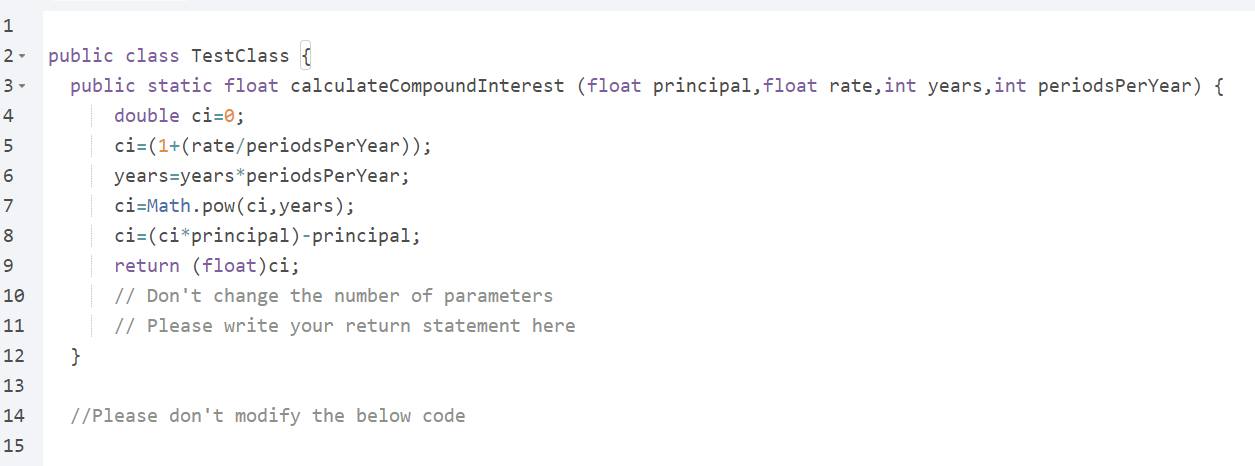 1
2 public class TestClass {
3 public static float calculateCompoundInterest (float principal,float rate,int years,int periodsPerYear) {
4 double ci=0;
5 ci=(1+(rate/periodsPerYear));
6 years=years*periodsPerYear;
7 ci=Math.pow(ci,years);
8 ci=(ci*principal)-principal;
9 return (float)ci;
10 // Don't change the number of parameters
11 // Please write your return statement here
12 }
13
14 //Please don't modify the below code
15